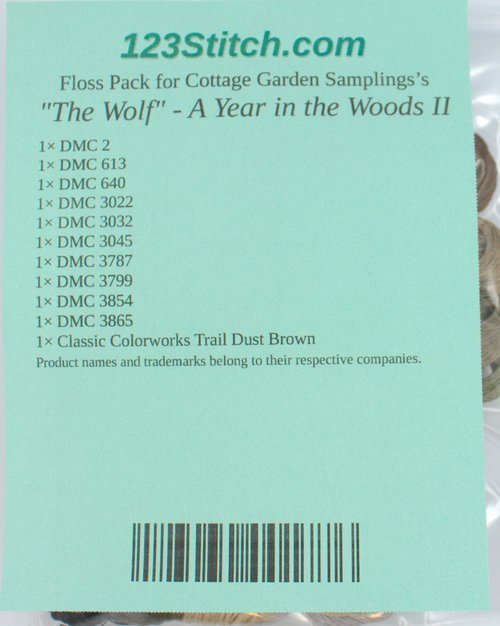 123Stitch.com
Floss Pack for Cottage Garden Samplings’s
"The Wolf" - A Year in the Woods II
1× DMC 2
1× DMC 613
1× DMC 640
1× DMC 3022
1× DMC 3032
1× DMC 3045
1× DMC 3787
1× DMC 3799
1× DMC 3854
1× DMC 3865
1× Classic Colorworks Trail Dust Brown
Product names and trademarks belong to their respective companies.